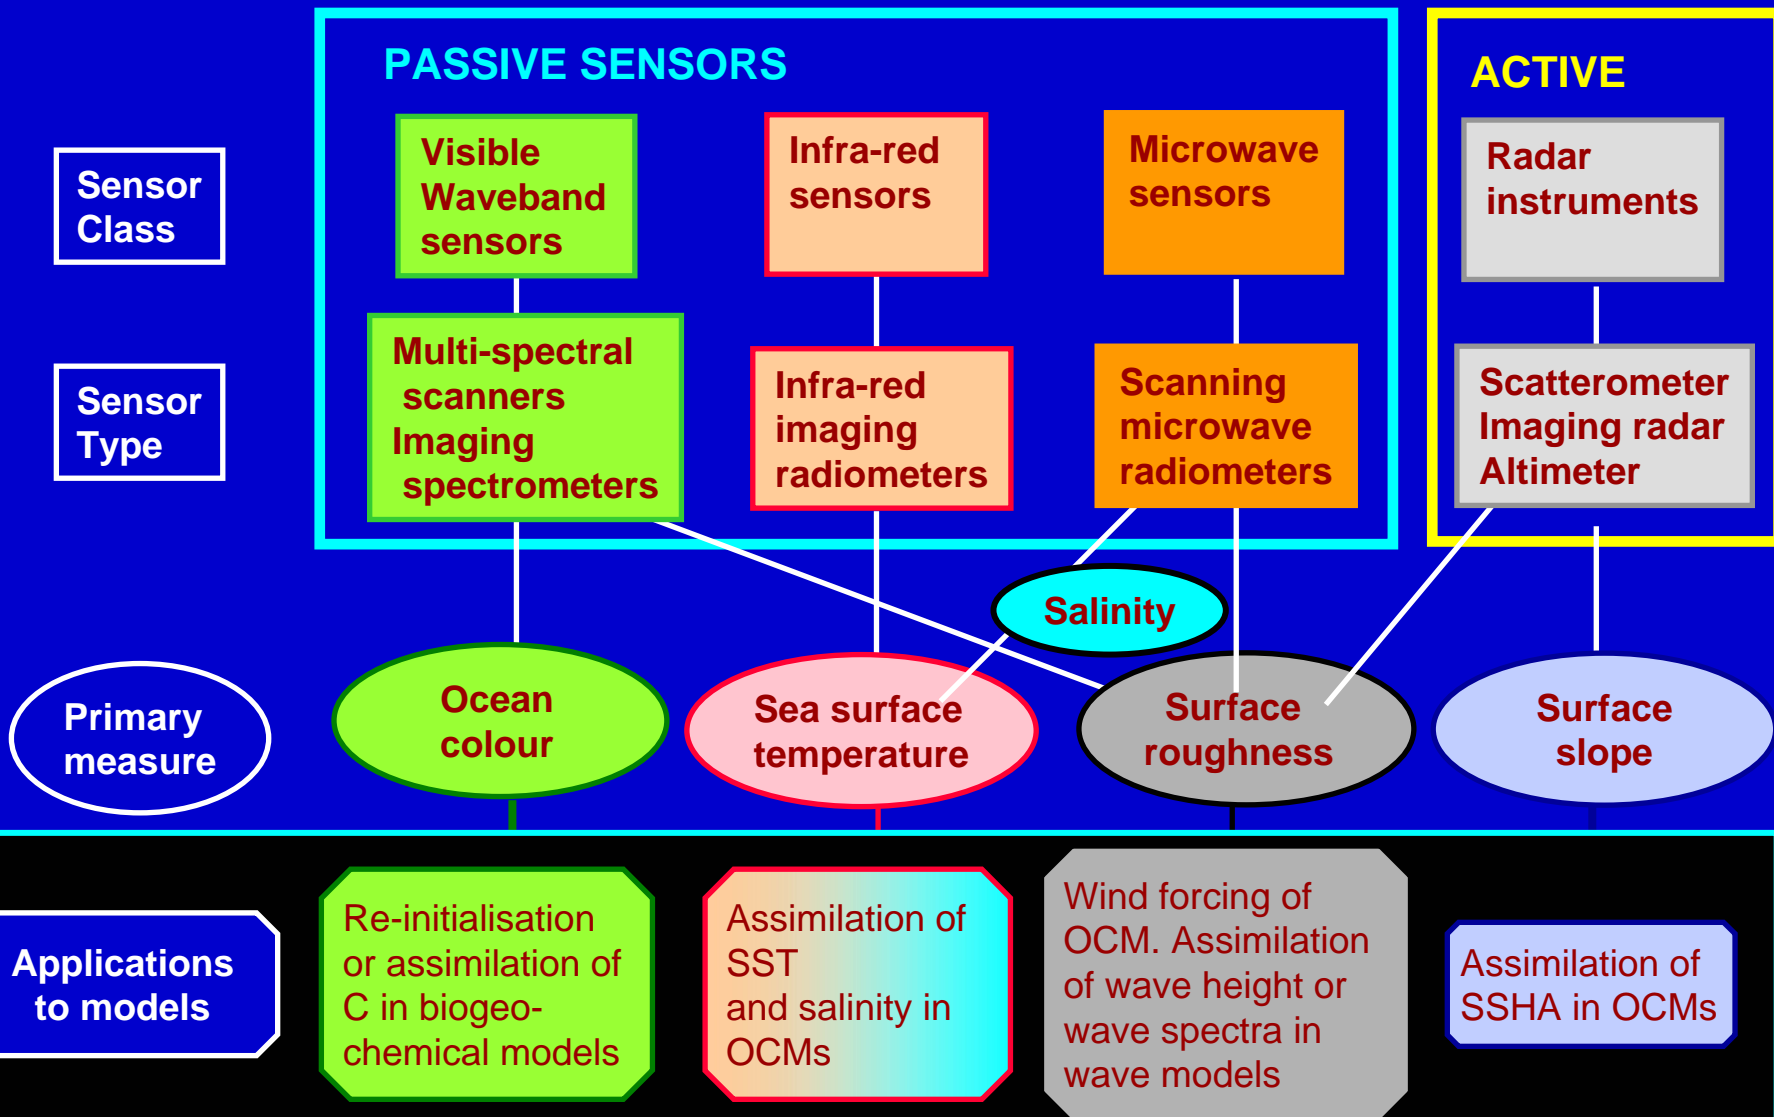 PASSIVE SENSORS
ACTIVE
Sensor
Class
Visible
Waveband
sensors
Infra-red
sensors
Microwave
sensors
Radar
instruments
Sensor
Type
Multi-spectral
scanners
Imaging
spectrometers
Infra-red
imaging
radiometers
Scanning
microwave
radiometers
Scatterometer
Imaging radar
Altimeter
Salinity
Primary
measure
Ocean
colour
Sea surface
temperature
Surface
roughness
Surface
slope
Applications
to models
Re-initialisation
or assimilation of
C in biogeo-
chemical models
Assimilation of
SST
and salinity in
OCMs
Wind forcing of
OCM. Assimilation
of wave height or
wave spectra in
wave models
Assimilation of
SSHA in OCMs